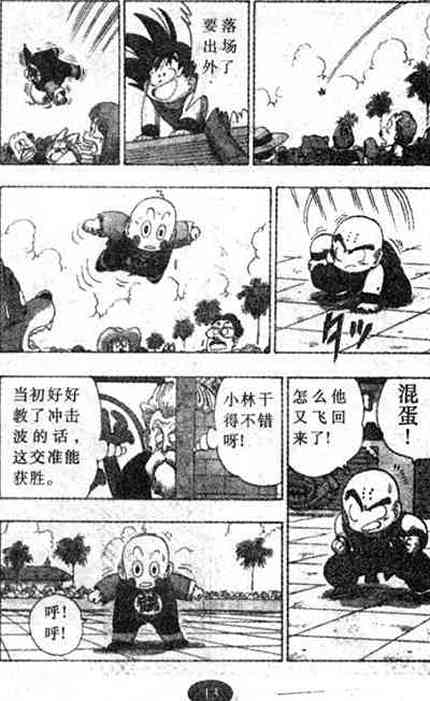 要落
出场
外了
ダッ
混
蛋
！
怎么他
又飞回
来了！
小林干
得不错
呀！
当初好好
教了冲击
波的话，
这交准能
获胜。
呼！
呼！
13